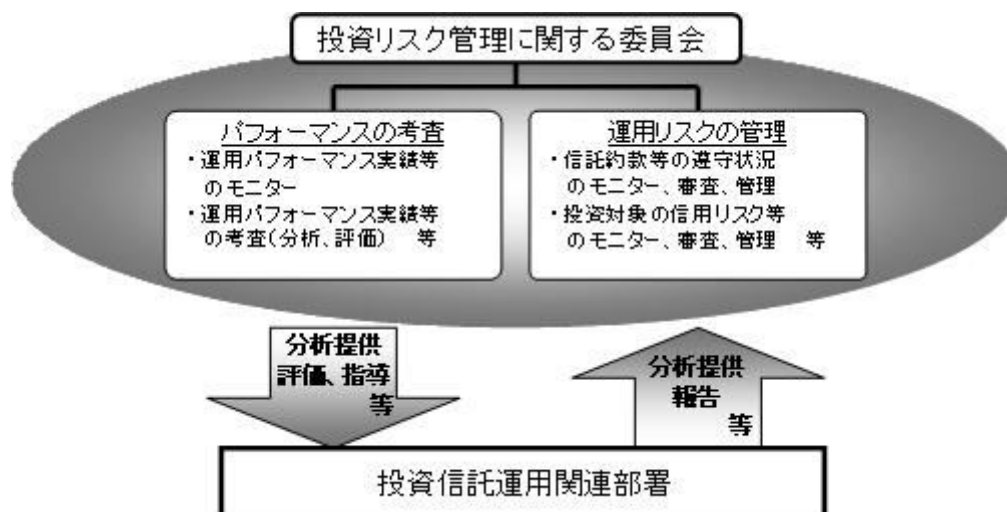 投資リスク管理に関する委員会
パフォーマンスの考査
・運用パフォーマンス実績等
のモニター
・運用パフォーマンス実績等
の考査(分析、評価) 等
運用リスクの管理
・信託約款等の遵守状況
のモニター、審査、管理
・投資対象の信用リスク等
のモニター、審査、管理 等
分析提供
評価、指導
等
分析提供
報告
等
投資信託運用関連部署